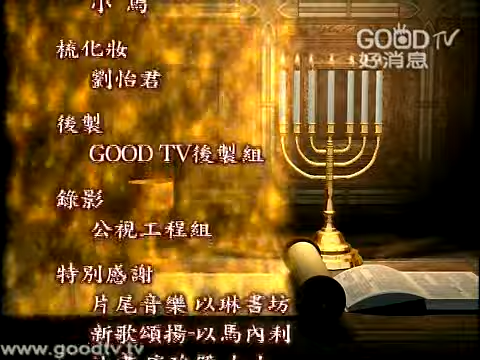 小篤
GOOD TV
好消息
梳化妝
劉怡君
後製
GOOD TV後製組
錄影
公視工程組
特別感謝
片尾音樂以琳書坊
新歌頌揚-以馬內利
www.goodtv.tv